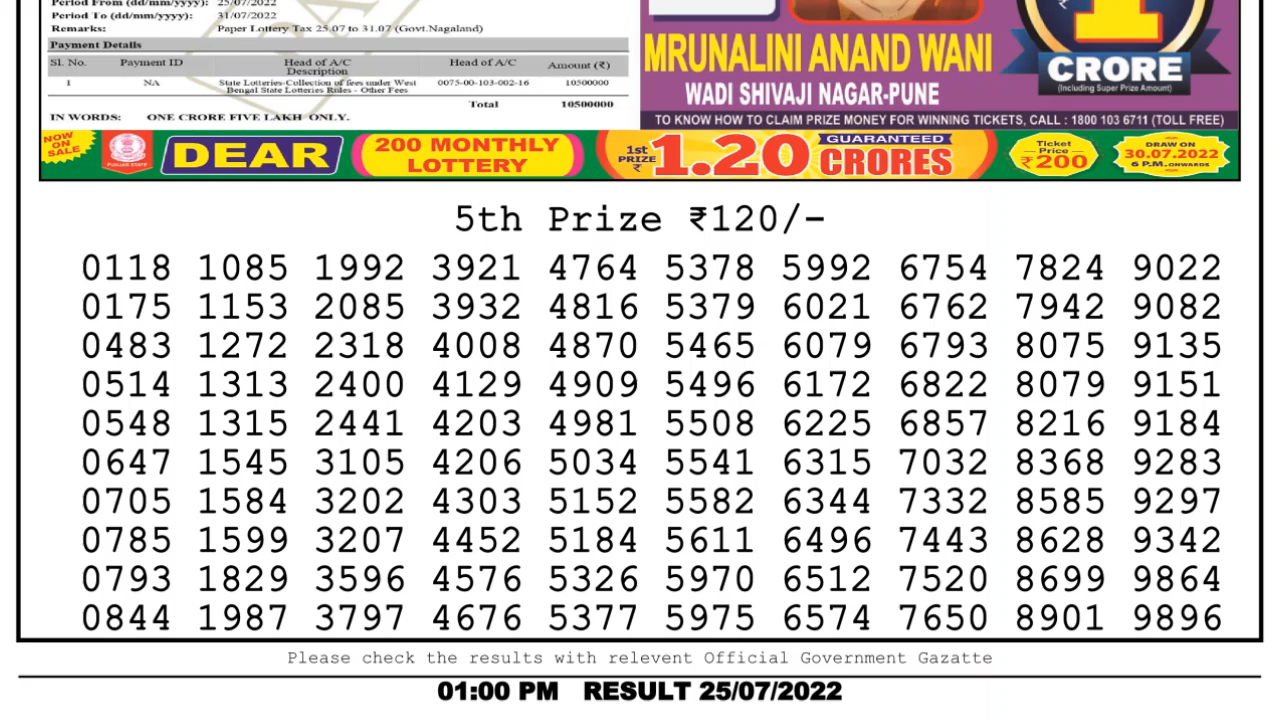 Period From (dd/mm/yyyy): 25/07/2022
Period To (dd/mm/yyyy): 31/07/2022
Remarks: Paper Lottery Tax 25.07 to 31.07 (Govt.Nagaland)
Payment Details
Sl. No. Payment ID Head of A/C Description Head of A/C Amount (₹)
1 NA State Lotteries-Collection of fees under West Bengal State Lotteries Rules - Other Fees 0075-00-103-002-16 10500000
Total 10500000
IN WORDS: ONE CRORE FIVE LAKH ONLY.
₹ 1
CRORE
(Including Super Prize Amount)
MRUNALINI ANAND WANI
WADI SHIVAJI NAGAR-PUNE
TO KNOW HOW TO CLAIM PRIZE MONEY FOR WINNING TICKETS, CALL : 1800 103 6711 (TOLL FREE)
NOW ON SALE
PUNJAB STATE
DEAR
200 MONTHLY
LOTTERY
1st PRIZE ₹ 1.20 GUARANTEED CRORES
Ticket Price ₹200
DRAW ON
30.07.2022
6 P.M. ONWARDS
5th Prize ₹120/-
0118 1085 1992 3921 4764 5378 5992 6754 7824 9022
0175 1153 2085 3932 4816 5379 6021 6762 7942 9082
0483 1272 2318 4008 4870 5465 6079 6793 8075 9135
0514 1313 2400 4129 4909 5496 6172 6822 8079 9151
0548 1315 2441 4203 4981 5508 6225 6857 8216 9184
0647 1545 3105 4206 5034 5541 6315 7032 8368 9283
0705 1584 3202 4303 5152 5582 6344 7332 8585 9297
0785 1599 3207 4452 5184 5611 6496 7443 8628 9342
0793 1829 3596 4576 5326 5970 6512 7520 8699 9864
0844 1987 3797 4676 5377 5975 6574 7650 8901 9896
Please check the results with relevent Official Government Gazatte
01:00 PM RESULT 25/07/2022